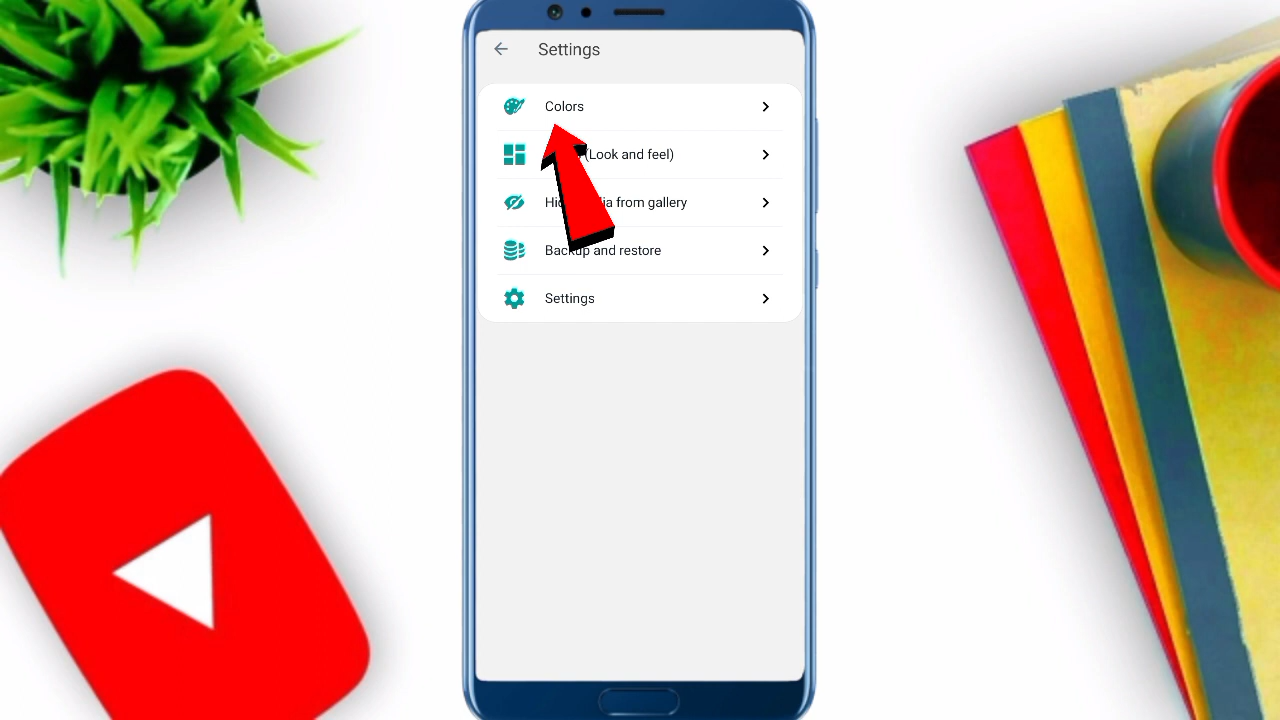 Settings
Colors
(Look and feel)
from gallery
Backup and restore
Settings